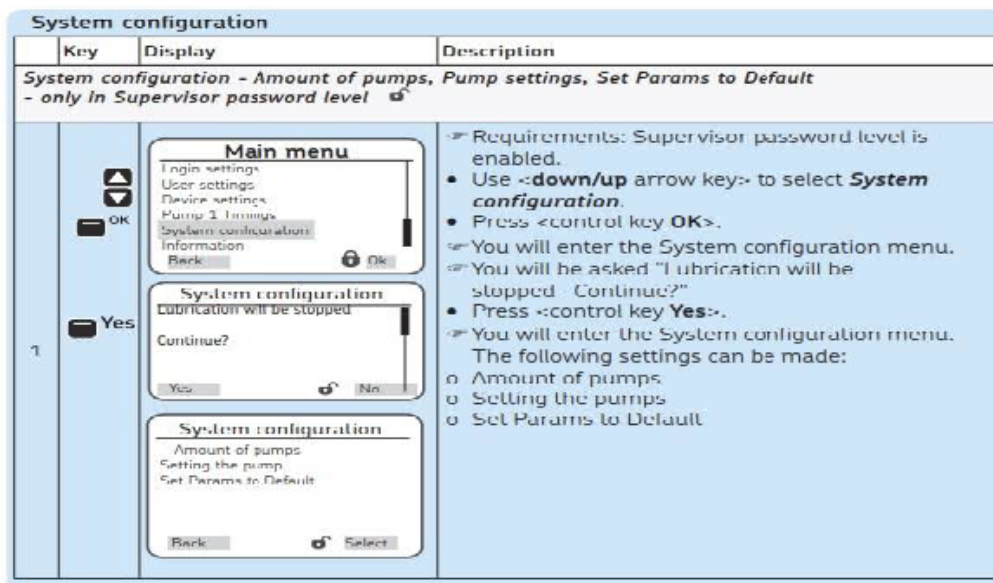 System configuration
Key Display Description
System configuration - Amount of pumps, Pump settings, Set Params to Default
- only in Supervisor password level
1
OK
Yes
Main menu
Login settings
User settings
Device settings
Pump 1 Timings
System configuration
Information
Back Ok
System configuration
Lubrication will be stopped
Continue?
Yes No
System configuration
Amount of pumps
Setting the pump
Set Params to Default
Back Select
☞ Requirements: Supervisor password level is
enabled.
• Use <down/up arrow key> to select System
configuration.
• Press <control key OK>.
☞ You will enter the System configuration menu.
☞ You will be asked "Lubrication will be
stopped - Continue?"
• Press <control key Yes>.
☞ You will enter the System configuration menu.
The following settings can be made:
o Amount of pumps
o Setting the pumps
o Set Params to Default